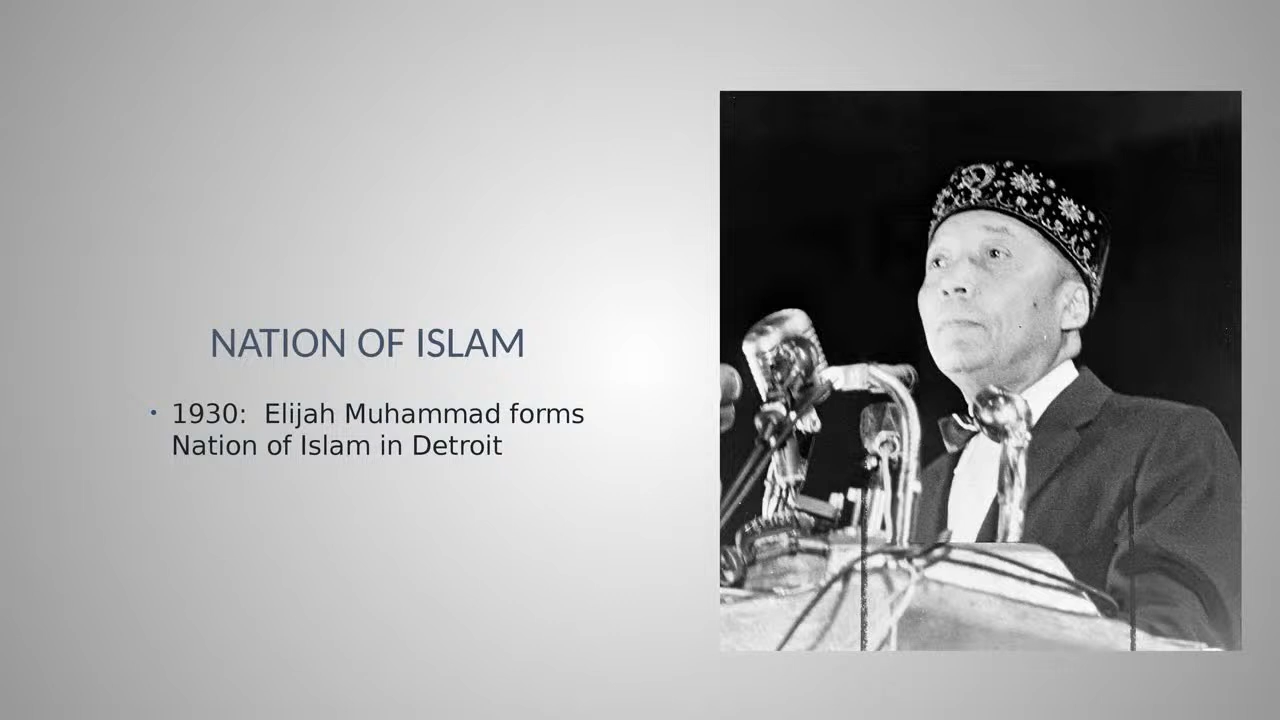 NATION OF ISLAM
• 1930:  Elijah Muhammad forms
Nation of Islam in Detroit